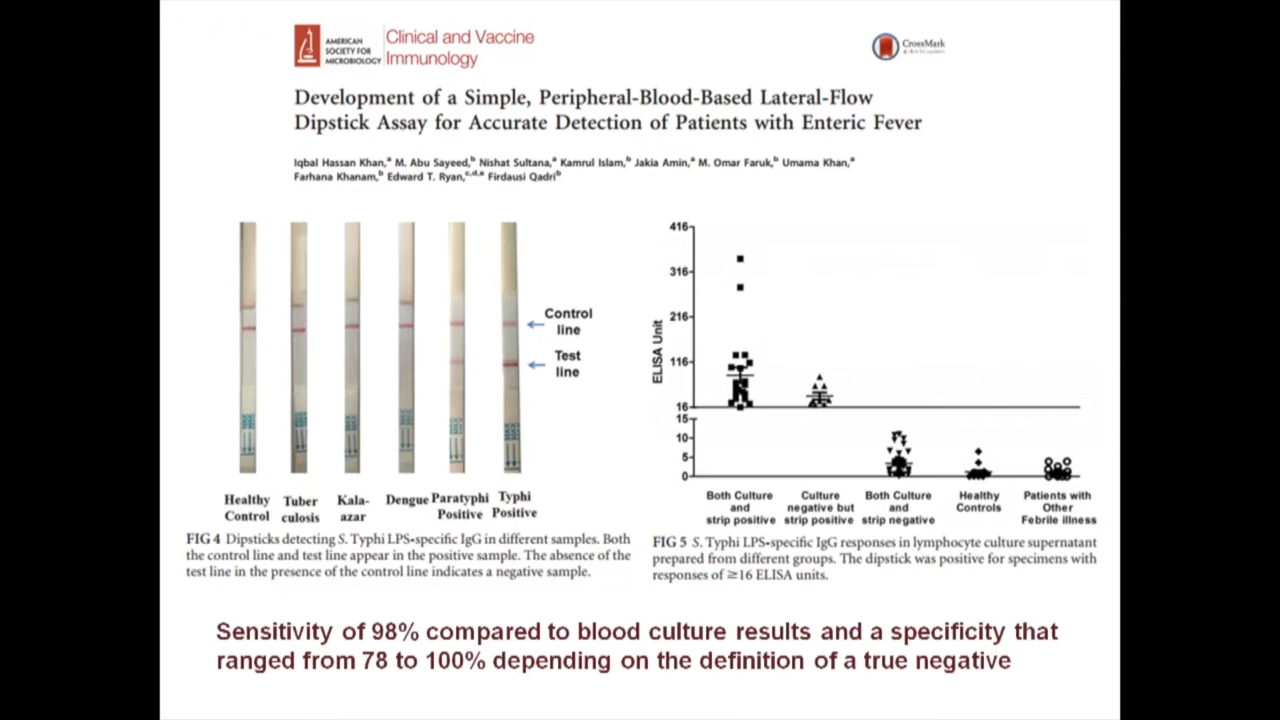 AMERICAN
SOCIETY FOR
MICROBIOLOGY
Clinical and Vaccine
Immunology
CrossMark
Development of a Simple, Peripheral-Blood-Based Lateral-Flow
Dipstick Assay for Accurate Detection of Patients with Enteric Fever
Iqbal Hassan Khan,ᵃ M. Abu Sayeed,ᵇ Nishat Sultana,ᵃ Kamrul Islam,ᵇ Jakia Amin,ᵃ M. Omar Faruk,ᵇ Umama Khan,ᵃ
Farhana Khanam,ᵇ Edward T. Ryan,ᶜ,ᵈ,ᵉ Firdausi Qadriᵇ
Control
line
Test
line
Healthy
Control
Tuber
culosis
Kala-
azar
Dengue
Paratyphi
Positive
Typhi
Positive
FIG 4 Dipsticks detecting S. Typhi LPS-specific IgG in different samples. Both
the control line and test line appear in the positive sample. The absence of the
test line in the presence of the control line indicates a negative sample.
ELISA Unit
416
316
216
116
16
15
10
5
0
Both Culture
and
strip positive
Culture
negative but
strip positive
Both Culture
and
strip negative
Healthy
Controls
Patients with
Other
Febrile illness
FIG 5 S. Typhi LPS-specific IgG responses in lymphocyte culture supernatant
prepared from different groups. The dipstick was positive for specimens with
responses of ≥16 ELISA units.
Sensitivity of 98% compared to blood culture results and a specificity that
ranged from 78 to 100% depending on the definition of a true negative